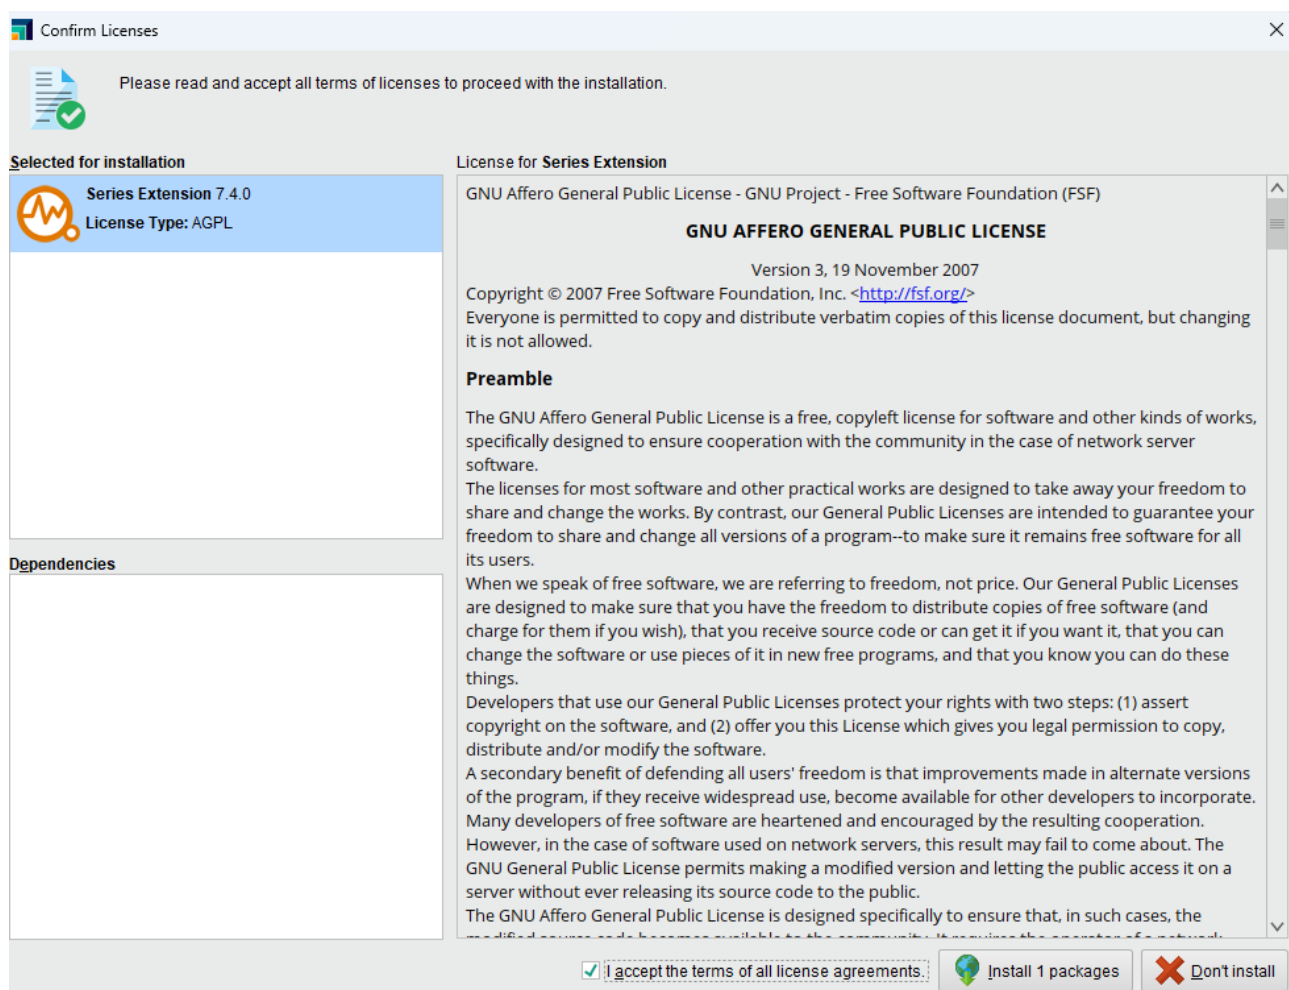 Confirm Licenses
Please read and accept all terms of licenses to proceed with the installation.
Selected for installation
Series Extension 7.4.0
License Type: AGPL
Dependencies
License for Series Extension
GNU Affero General Public License - GNU Project - Free Software Foundation (FSF)
GNU AFFERO GENERAL PUBLIC LICENSE
Version 3, 19 November 2007
Copyright © 2007 Free Software Foundation, Inc. <http://fsf.org/>
Everyone is permitted to copy and distribute verbatim copies of this license document, but changing
it is not allowed.
Preamble
The GNU Affero General Public License is a free, copyleft license for software and other kinds of works,
specifically designed to ensure cooperation with the community in the case of network server
software.
The licenses for most software and other practical works are designed to take away your freedom to
share and change the works. By contrast, our General Public Licenses are intended to guarantee your
freedom to share and change all versions of a program--to make sure it remains free software for all
its users.
When we speak of free software, we are referring to freedom, not price. Our General Public Licenses
are designed to make sure that you have the freedom to distribute copies of free software (and
charge for them if you wish), that you receive source code or can get it if you want it, that you can
change the software or use pieces of it in new free programs, and that you know you can do these
things.
Developers that use our General Public Licenses protect your rights with two steps: (1) assert
copyright on the software, and (2) offer you this License which gives you legal permission to copy,
distribute and/or modify the software.
A secondary benefit of defending all users' freedom is that improvements made in alternate versions
of the program, if they receive widespread use, become available for other developers to incorporate.
Many developers of free software are heartened and encouraged by the resulting cooperation.
However, in the case of software used on network servers, this result may fail to come about. The
GNU General Public License permits making a modified version and letting the public access it on a
server without ever releasing its source code to the public.
The GNU Affero General Public License is designed specifically to ensure that, in such cases, the
I accept the terms of all license agreements.
Install 1 packages
Don't install